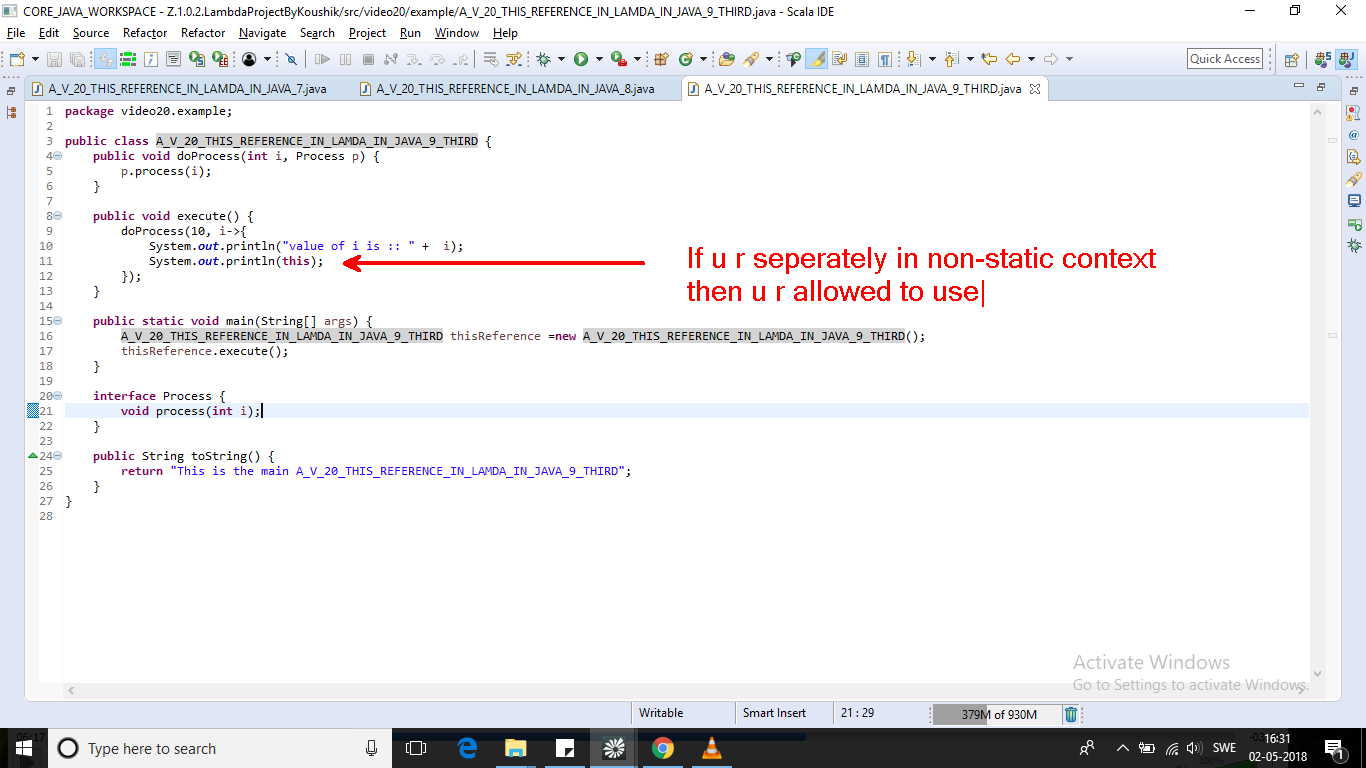 CORE_JAVA_WORKSPACE - Z.1.0.2.LambdaProjectByKoushik/src/video20/example/A_V_20_THIS_REFERENCE_IN_LAMDA_IN_JAVA_9_THIRD.java - Scala IDE
File Edit Source Refactor Refactor Navigate Search Project Run Window Help
Quick Access
A_V_20_THIS_REFERENCE_IN_LAMDA_IN_JAVA_7.java A_V_20_THIS_REFERENCE_IN_LAMDA_IN_JAVA_8.java A_V_20_THIS_REFERENCE_IN_LAMDA_IN_JAVA_9_THIRD.java
1 package video20.example;
2
3 public class A_V_20_THIS_REFERENCE_IN_LAMDA_IN_JAVA_9_THIRD {
4 public void doProcess(int i, Process p) {
5 p.process(i);
6 }
7
8 public void execute() {
9 doProcess(10, i->{
10 System.out.println("value of i is :: " + i);
11 System.out.println(this);
12 });
13 }
14
15 public static void main(String[] args) {
16 A_V_20_THIS_REFERENCE_IN_LAMDA_IN_JAVA_9_THIRD thisReference =new A_V_20_THIS_REFERENCE_IN_LAMDA_IN_JAVA_9_THIRD();
17 thisReference.execute();
18 }
19
20 interface Process {
21 void process(int i);
22 }
23
24 public String toString() {
25 return "This is the main A_V_20_THIS_REFERENCE_IN_LAMDA_IN_JAVA_9_THIRD";
26 }
27 }
28
If u r seperately in non-static context
then u r allowed to use
Activate Windows
Go to Settings to activate Windows.
Writable Smart Insert 21 : 29 379M of 930M
Type here to search
SWE
16:31
02-05-2018
1